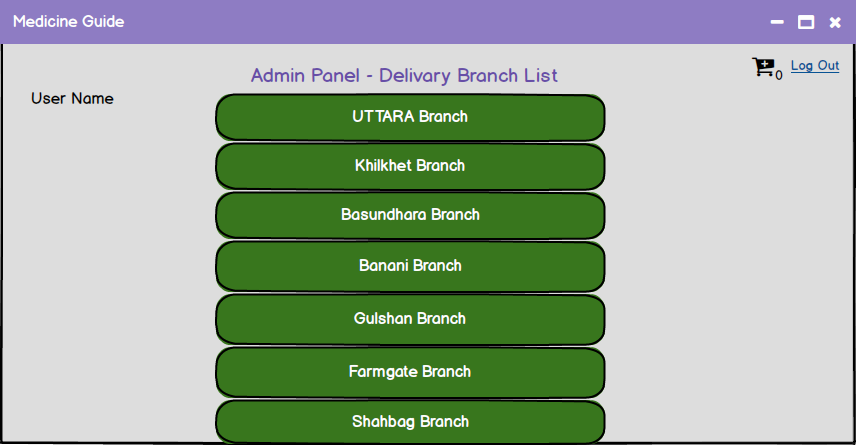 Medicine Guide
Admin Panel - Delivary Branch List
0
Log Out
User Name
UTTARA Branch
Khilkhet Branch
Basundhara Branch
Banani Branch
Gulshan Branch
Farmgate Branch
Shahbag Branch